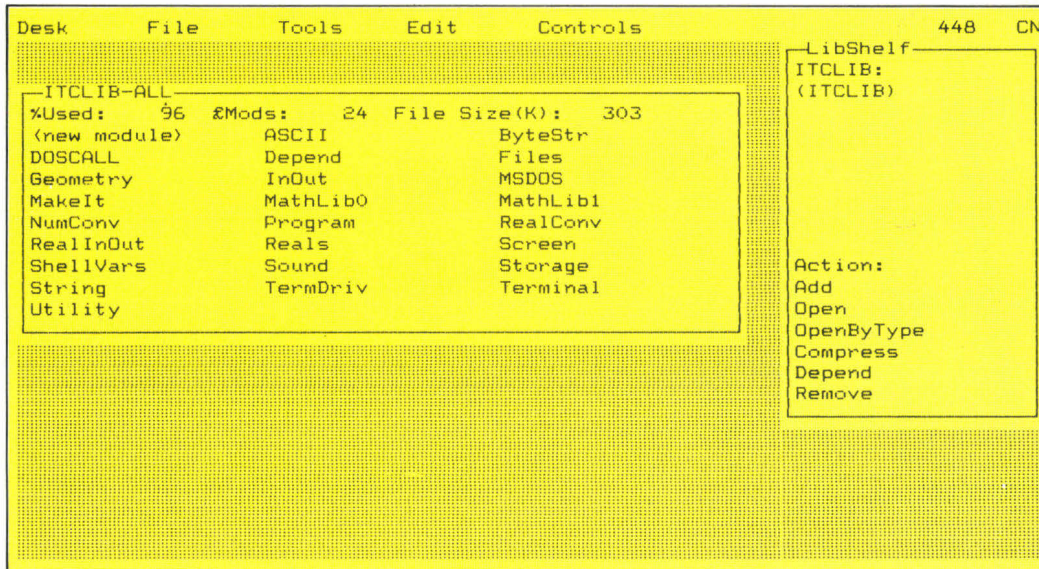 Desk File Tools Edit Controls 448 CN
ITCLIB-ALL
%Used: 96 £Mods: 24 File Size(K): 303
(new module) ASCII ByteStr
DOSCALL Depend Files
Geometry InOut MSDOS
MakeIt MathLib0 MathLib1
NumConv Program RealConv
RealInOut Reals Screen
ShellVars Sound Storage
String TermDriv Terminal
Utility
LibShelf
ITCLIB:
(ITCLIB)
Action:
Add
Open
OpenByType
Compress
Depend
Remove